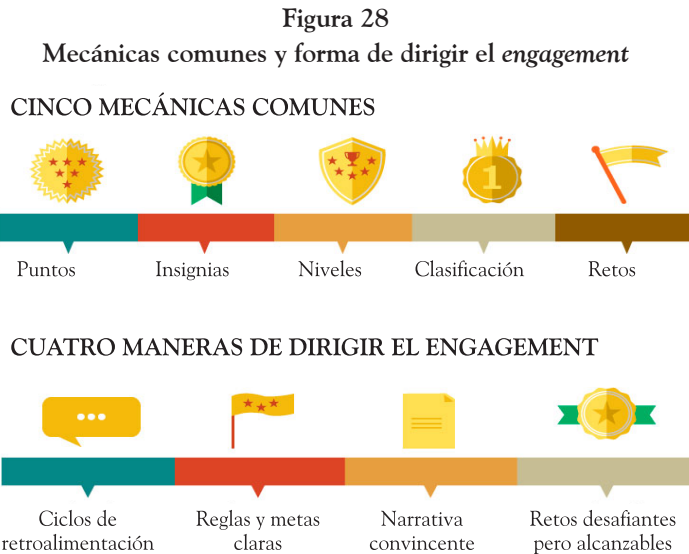 Figura 28
Mecánicas comunes y forma de dirigir el engagement
CINCO MECÁNICAS COMUNES
1
Puntos Insignias Niveles Clasificación Retos
CUATRO MANERAS DE DIRIGIR EL ENGAGEMENT
Ciclos de retroalimentación
Reglas y metas claras
Narrativa convincente
Retos desafiantes pero alcanzables